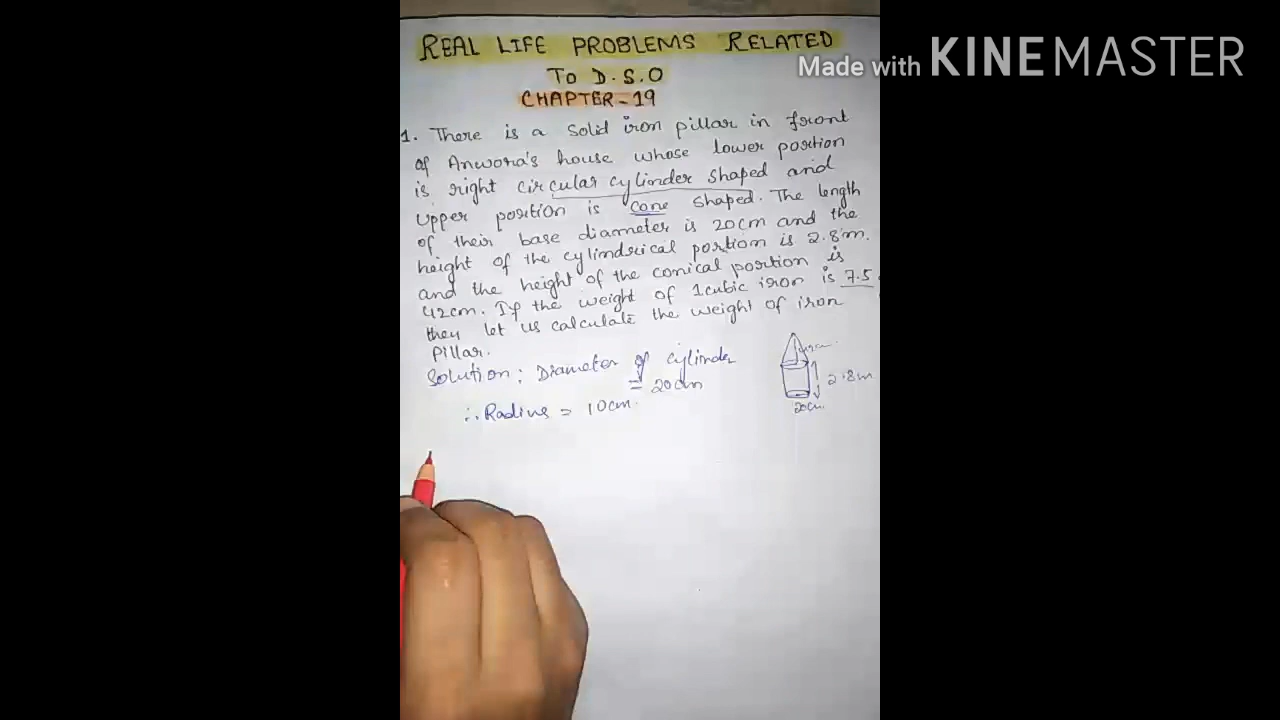 REAL LIFE PROBLEMS RELATED
TO D.S.O
CHAPTER-19
Made with KINEMASTER
1. There is a solid iron pillar in front
of Anwora's house whose lower portion
is right circular cylinder shaped and
upper portion is cone shaped. The length
of their base diameter is 20cm and the
height of the cylindrical portion is 2.8m.
and the height of the conical portion is
42cm. If the weight of 1cubic iron is 7.5
they let us calculate the weight of iron
pillar.
Solution: Diameter of cylinder
= 20cm
∴ Radius = 10cm.
2.8m
20cm